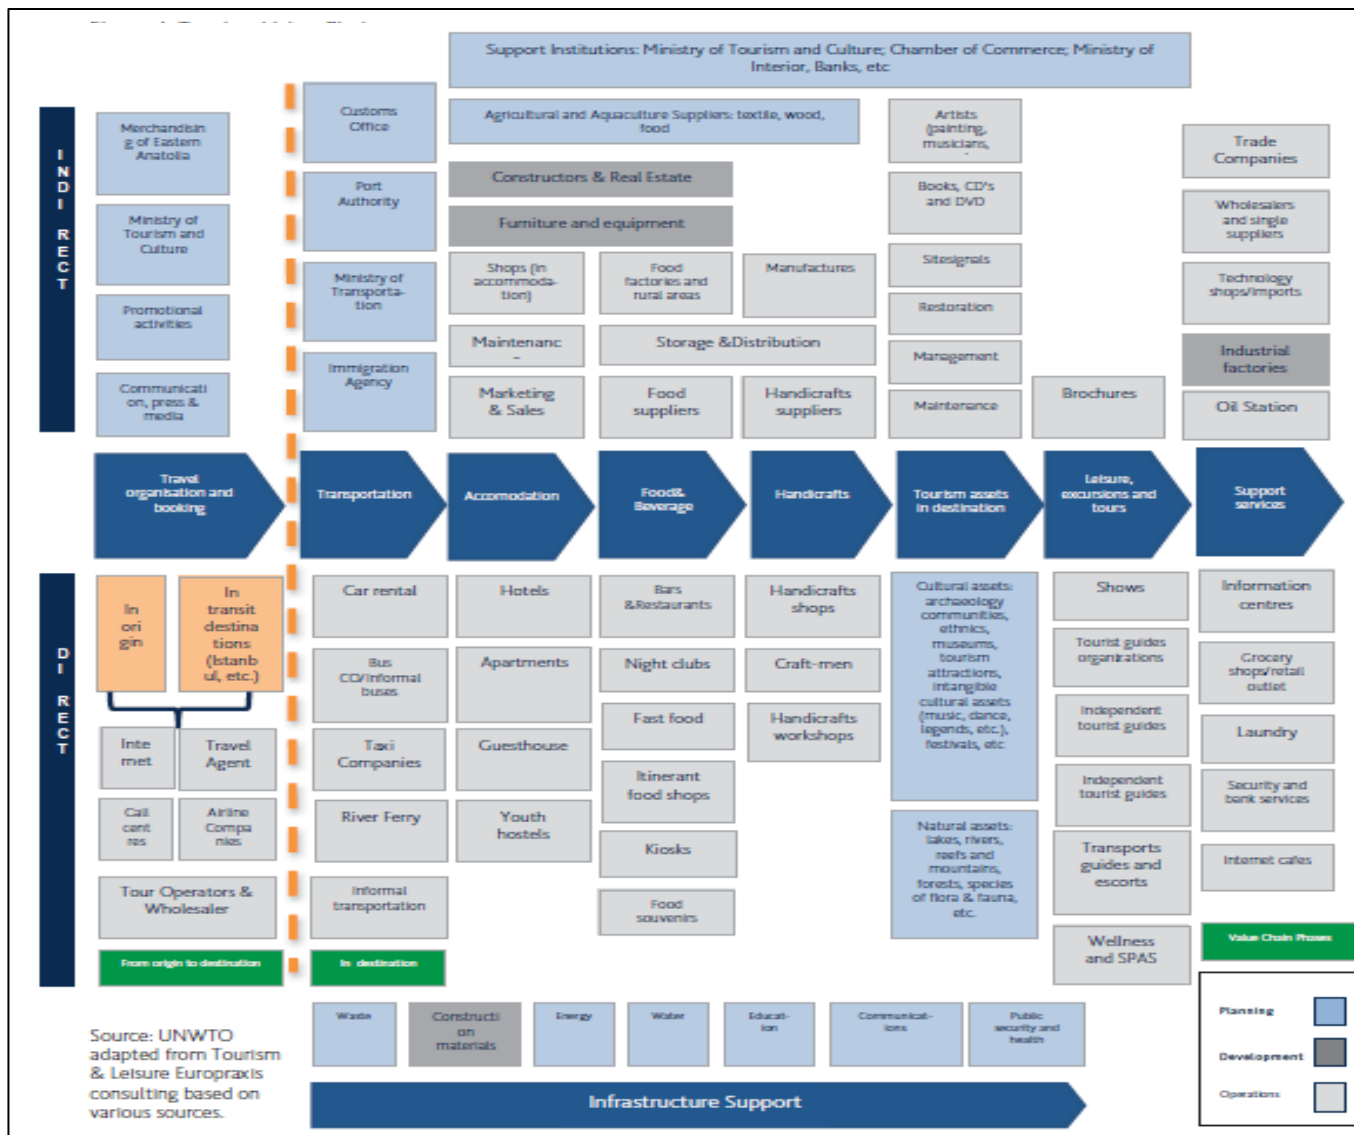 Support Institutions: Ministry of Tourism and Culture; Chamber of Commerce; Ministry of
Interior, Banks, etc
INDI RECT
Merchandisin
g of Eastern
Anatolia
Ministry of
Tourism and
Culture
Promotional
activities
Communicati
on, press &
media
Customs
Office
Port
Authority
Ministry of
Transporta-
tion
Immigration
Agency
Agricultural and Aquaculture Suppliers: textile, wood,
food
Constructors & Real Estate
Furniture and equipment
Shops (in
accommoda-
tion)
Maintenanc
Marketing
& Sales
Food
factories and
rural areas
Manufactures
Storage &Distribution
Food
suppliers
Handicrafts
suppliers
Artists
(painting,
musicians,
Books, CD's
and DVD
Sitesignals
Restoration
Management
Maintenance
Brochures
Trade
Companies
Wholesalers
and single
suppliers
Technology
shops/imports
Industrial
factories
Oil Station
Travel
organisation and
booking
Transportation
Accomodation
Food&
Beverage
Handicrafts
Tourism assets
in destination
Leisure,
excursions and
tours
Support
services
DI RECT
In
ori
gin
In
transit
destina
tions
(Istanb
ul, etc.)
Inte
rnet
Travel
Agent
Call
cent
res
Airline
Compa
nies
Tour Operators &
Wholesaler
From origin to destination
Car rental
Bus
CO/Informal
buses
Taxi
Companies
River Ferry
Informal
transportation
In destination
Hotels
Apartments
Guesthouse
Youth
hostels
Bars
&Restaurants
Night clubs
Fast food
Itinerant
food shops
Kiosks
Food
souvenirs
Handicrafts
shops
Craft-men
Handicrafts
workshops
Cultural assets:
archaeology
communities,
ethnics,
museums,
tourism
attractions,
intangible
cultural assets
(music, dance,
legends, etc.),
festivals, etc
Natural assets:
lakes, rivers,
reefs and
mountains,
forests, species
of flora & fauna,
etc.
Shows
Tourist guides
organizations
Independent
tourist guides
Independent
tourist guides
Transports
guides and
escorts
Wellness
and SPAS
Information
centres
Grocery
shops/retail
outlet
Laundry
Security and
bank services
Internet cafes
Value Chain Phases
Planning
Development
Operations
Waste
Constructi
on
materials
Energy
Water
Educat-
ion
Communicat-
ions
Public
security and
health
Infrastructure Support
Source: UNWTO
adapted from Tourism
& Leisure Europraxis
consulting based on
various sources.